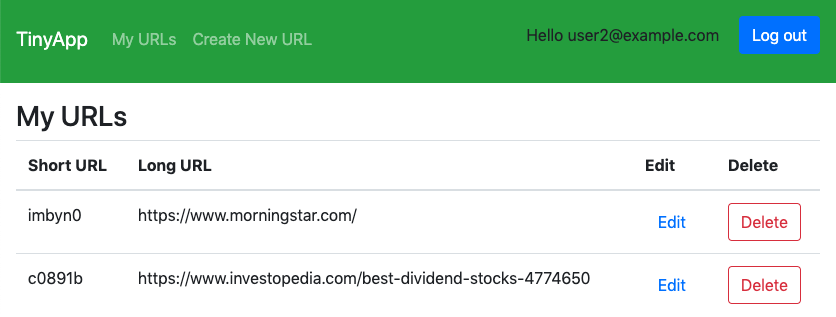 TinyApp My URLs Create New URL Hello user2@example.com Log out
My URLs
Short URL Long URL Edit Delete
imbyn0 https://www.morningstar.com/ Edit Delete
c0891b https://www.investopedia.com/best-dividend-stocks-4774650 Edit Delete